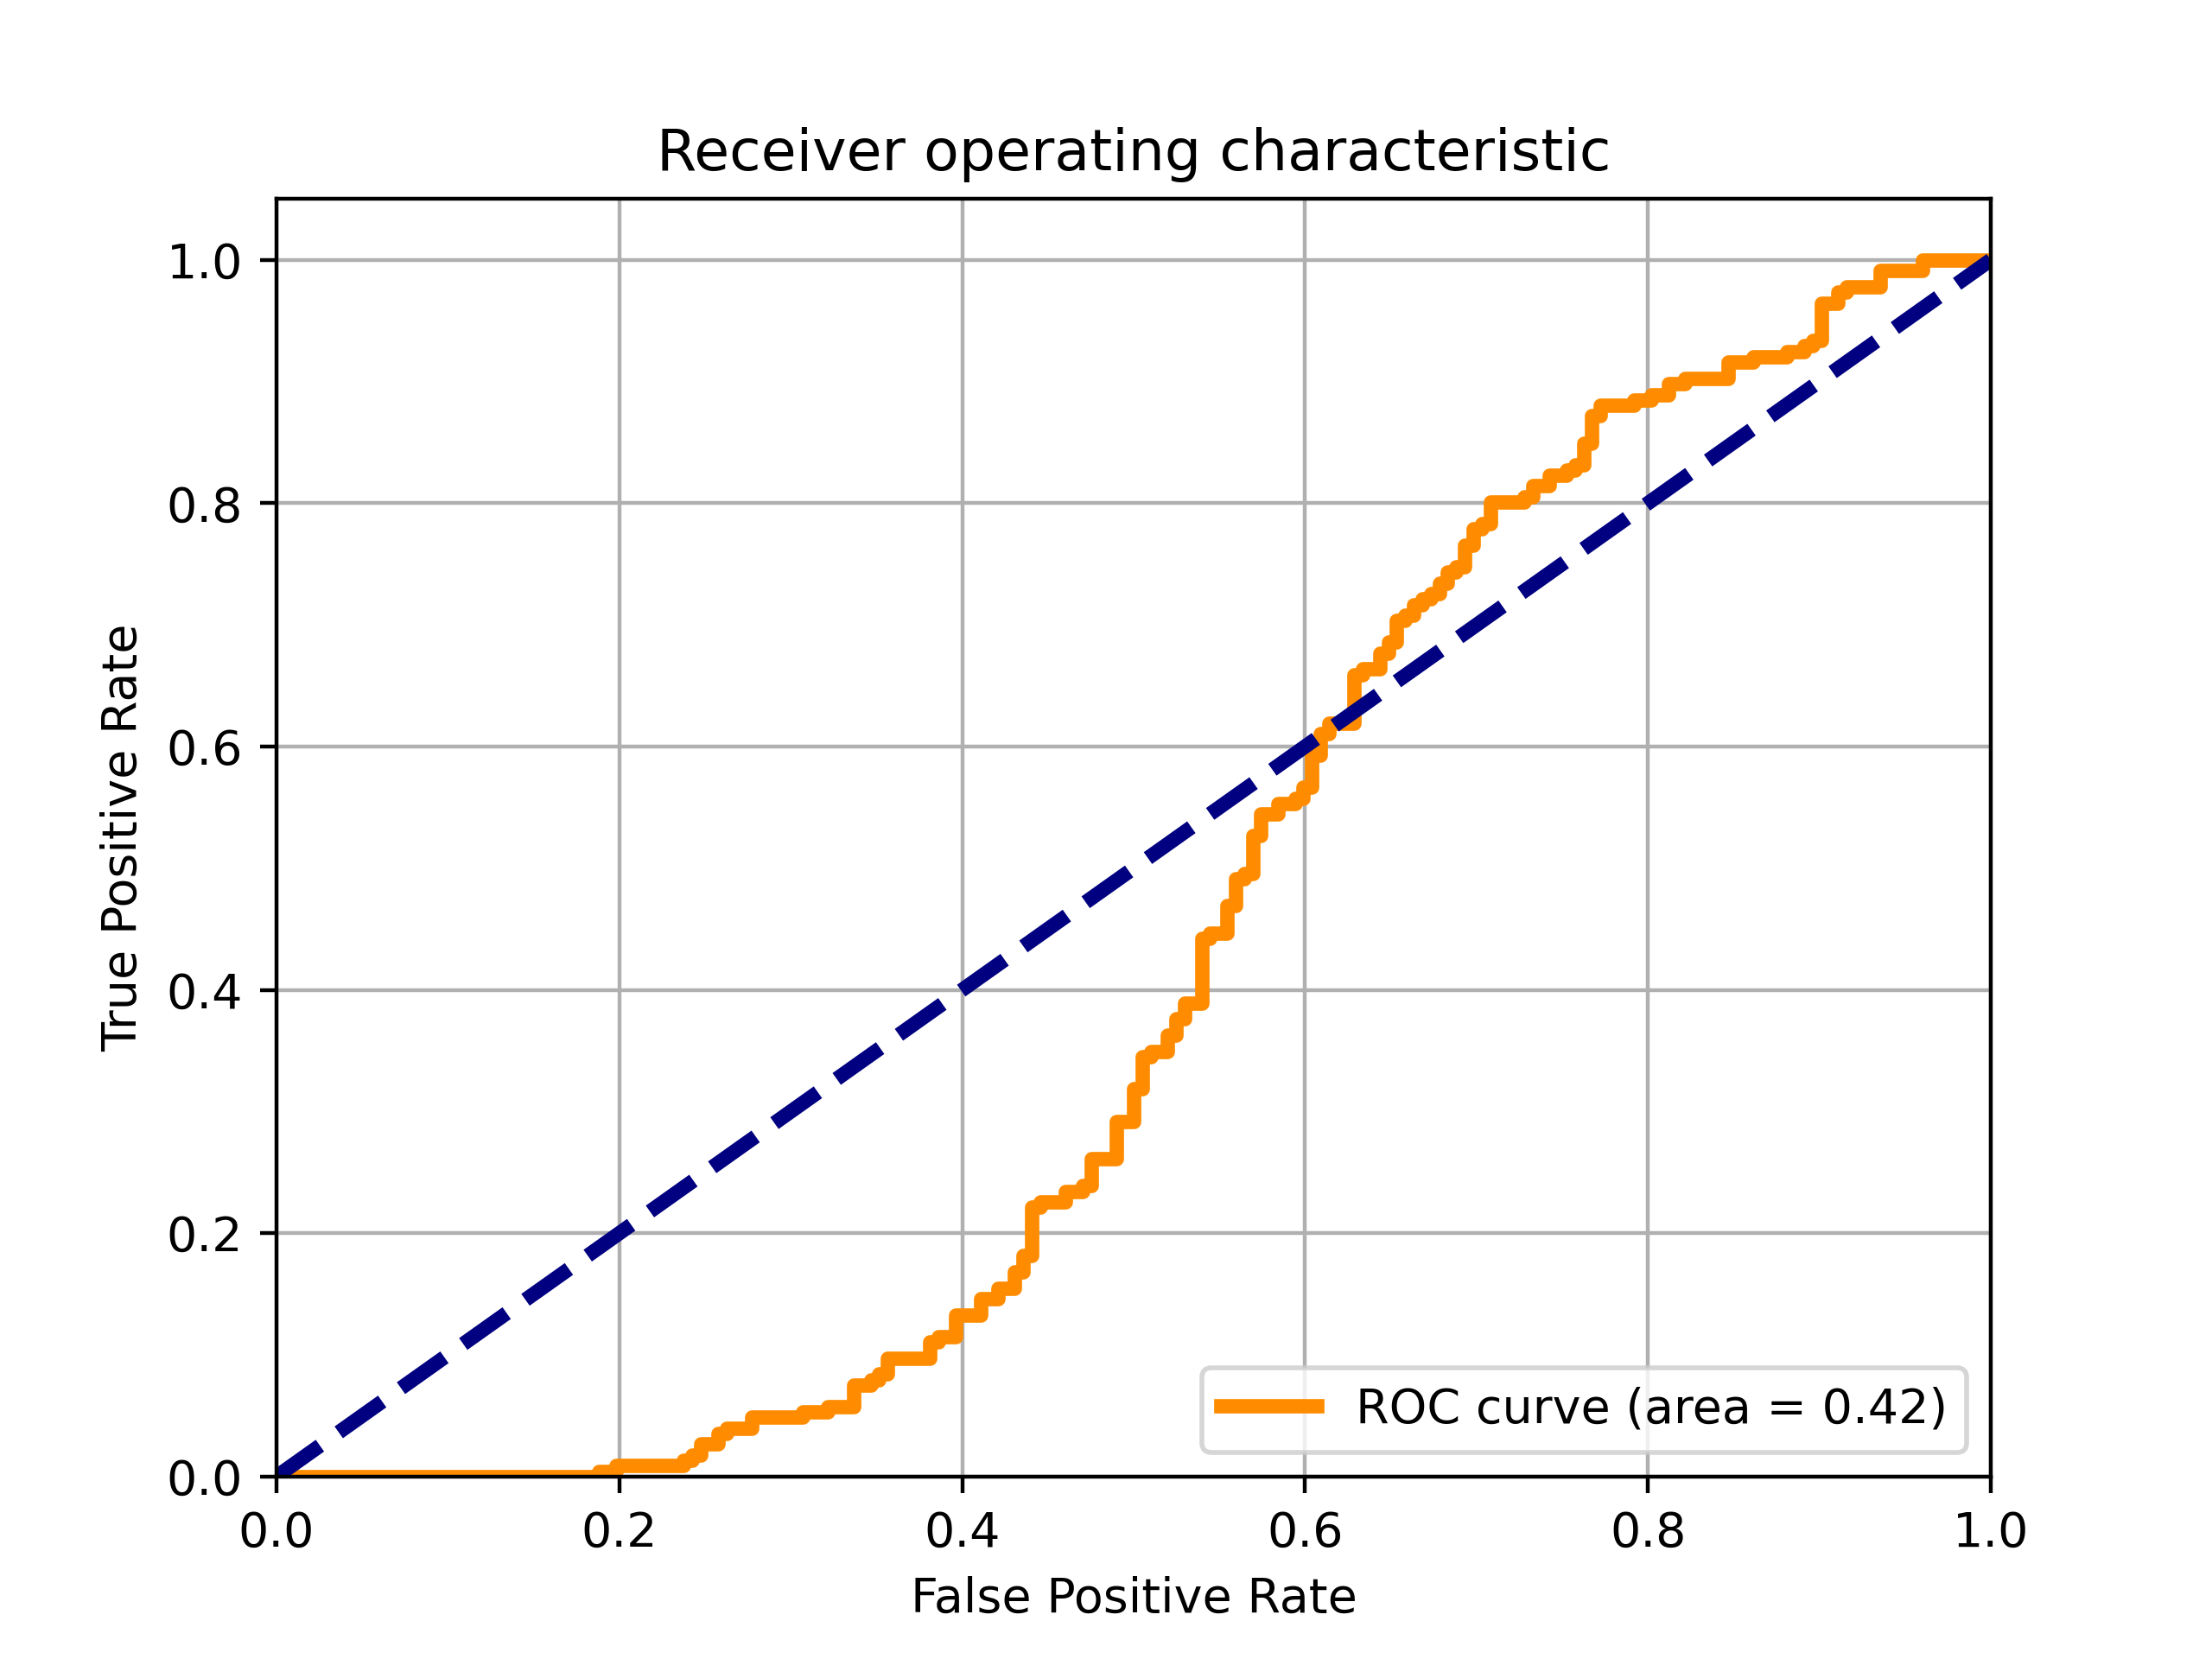 Receiver operating characteristic
1.0
0.8
0.6
0.4
0.2
0.0
True Positive Rate
ROC curve (area = 0.42)
0.0 0.2 0.4 0.6 0.8 1.0
False Positive Rate